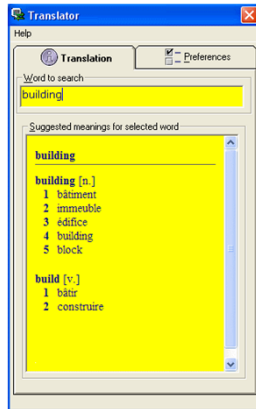 Translator
Help
Translation
Preferences
Word to search
building
Suggested meanings for selected word
building
building [n.]
1 bâtiment
2 immeuble
3 édifice
4 building
5 block
build [v.]
1 bâtir
2 construire